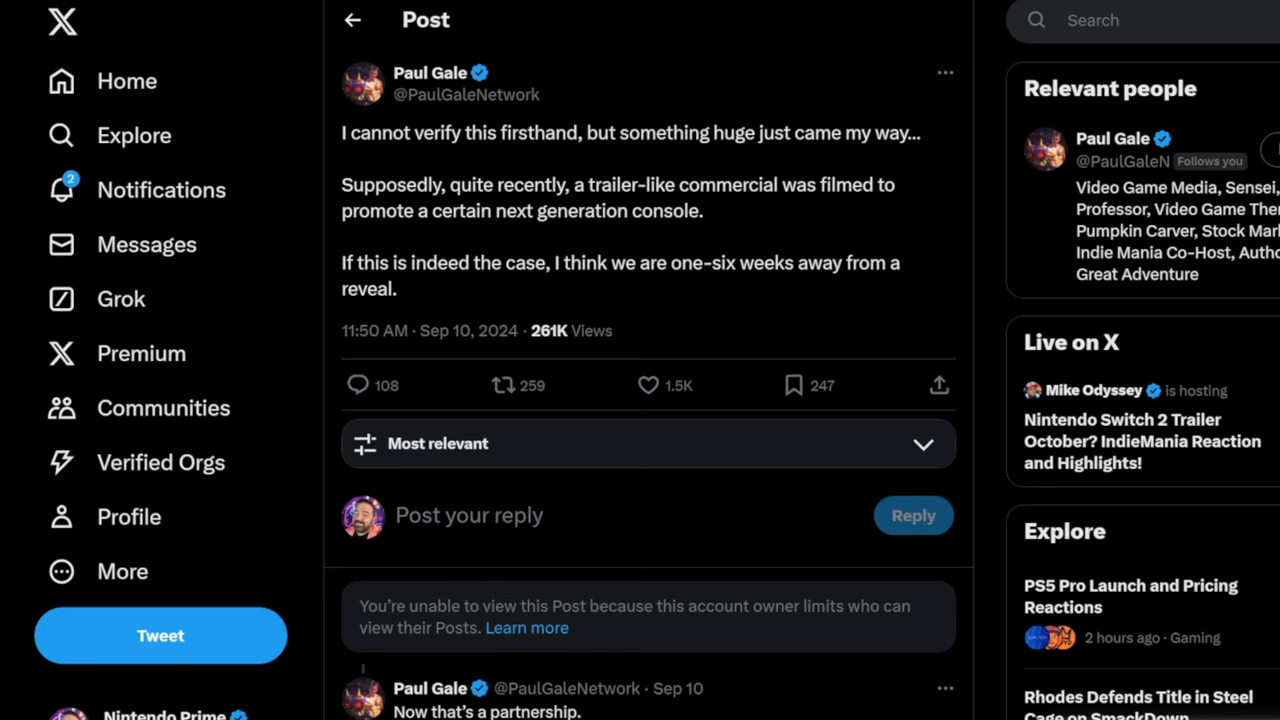 Home
Explore
2
Notifications
Messages
Grok
Premium
Communities
Verified Orgs
Profile
More
Tweet
Nintendo Prime
Post
Paul Gale
@PaulGaleNetwork
I cannot verify this firsthand, but something huge just came my way...
Supposedly, quite recently, a trailer-like commercial was filmed to
promote a certain next generation console.
If this is indeed the case, I think we are one-six weeks away from a
reveal.
11:50 AM · Sep 10, 2024 · 261K Views
108 259 1.5K 247
Most relevant
Post your reply
Reply
You're unable to view this Post because this account owner limits who can
view their Posts. Learn more
Paul Gale @PaulGaleNetwork · Sep 10
Now that's a partnership.
Search
Relevant people
Paul Gale
@PaulGaleN Follows you
Video Game Media, Sensei,
Professor, Video Game Ther
Pumpkin Carver, Stock Mar
Indie Mania Co-Host, Autho
Great Adventure
Live on X
Mike Odyssey is hosting
Nintendo Switch 2 Trailer
October? IndieMania Reaction
and Highlights!
Explore
PS5 Pro Launch and Pricing
Reactions
2 hours ago · Gaming
Rhodes Defends Title in Steel
Cage on SmackDown